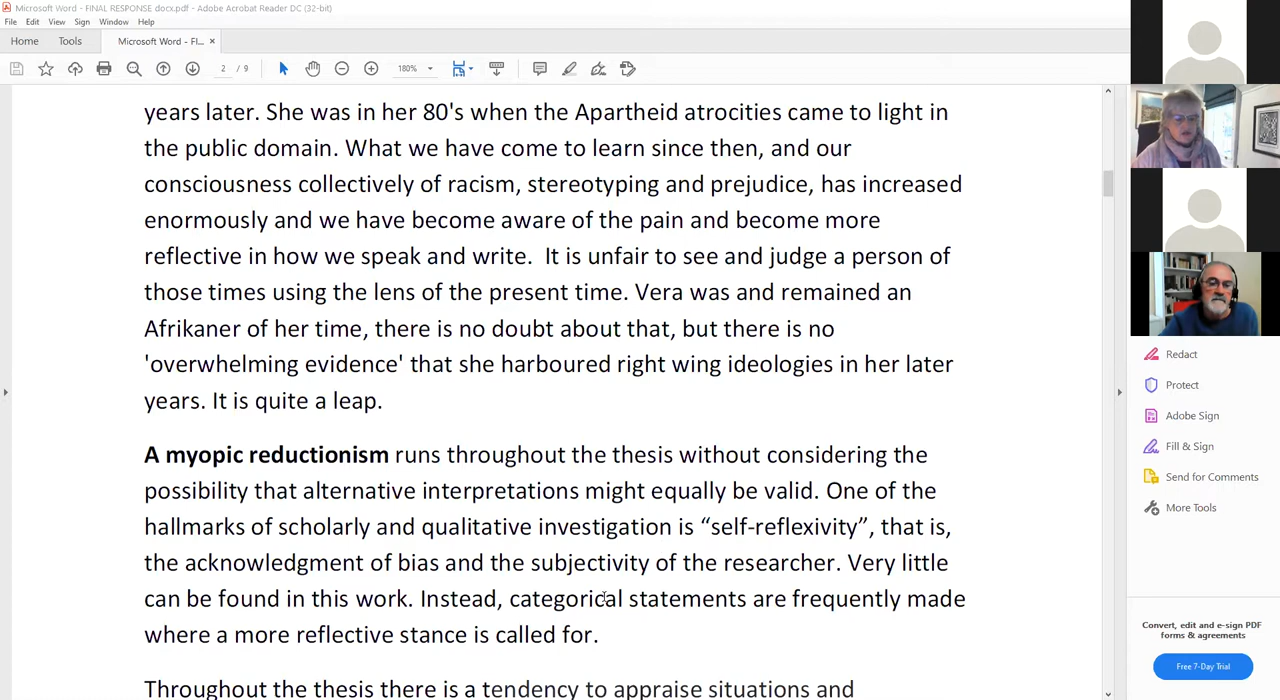 Microsoft Word - FINAL RESPONSE docx.pdf - Adobe Acrobat Reader DC (32-bit)
File Edit View Sign Window Help
Home Tools Microsoft Word - FI... ×
2 / 9 180%
years later. She was in her 80's when the Apartheid atrocities came to light in
the public domain. What we have come to learn since then, and our
consciousness collectively of racism, stereotyping and prejudice, has increased
enormously and we have become aware of the pain and become more
reflective in how we speak and write. It is unfair to see and judge a person of
those times using the lens of the present time. Vera was and remained an
Afrikaner of her time, there is no doubt about that, but there is no
'overwhelming evidence' that she harboured right wing ideologies in her later
years. It is quite a leap.
A myopic reductionism runs throughout the thesis without considering the
possibility that alternative interpretations might equally be valid. One of the
hallmarks of scholarly and qualitative investigation is “self-reflexivity”, that is,
the acknowledgment of bias and the subjectivity of the researcher. Very little
can be found in this work. Instead, categorical statements are frequently made
where a more reflective stance is called for.
Throughout the thesis there is a tendency to appraise situations and
Redact
Protect
Adobe Sign
Fill & Sign
Send for Comments
More Tools
Convert, edit and e-sign PDF
forms & agreements
Free 7-Day Trial